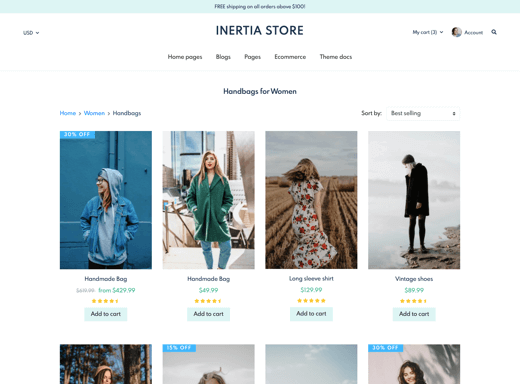 FREE shipping on all orders above $100!
USD
INERTIA STORE
My cart (3)
Account
Home pages
Blogs
Pages
Ecommerce
Theme docs
Handbags for Women
Home › Women › Handbags
Sort by:
Best selling
30% OFF
Handmade Bag
$619.99 from $429.99
Add to cart
Handmade Bag
$49.99
Add to cart
Long sleeve shirt
$129.99
Add to cart
Vintage shoes
$89.99
Add to cart
15% OFF
30% OFF